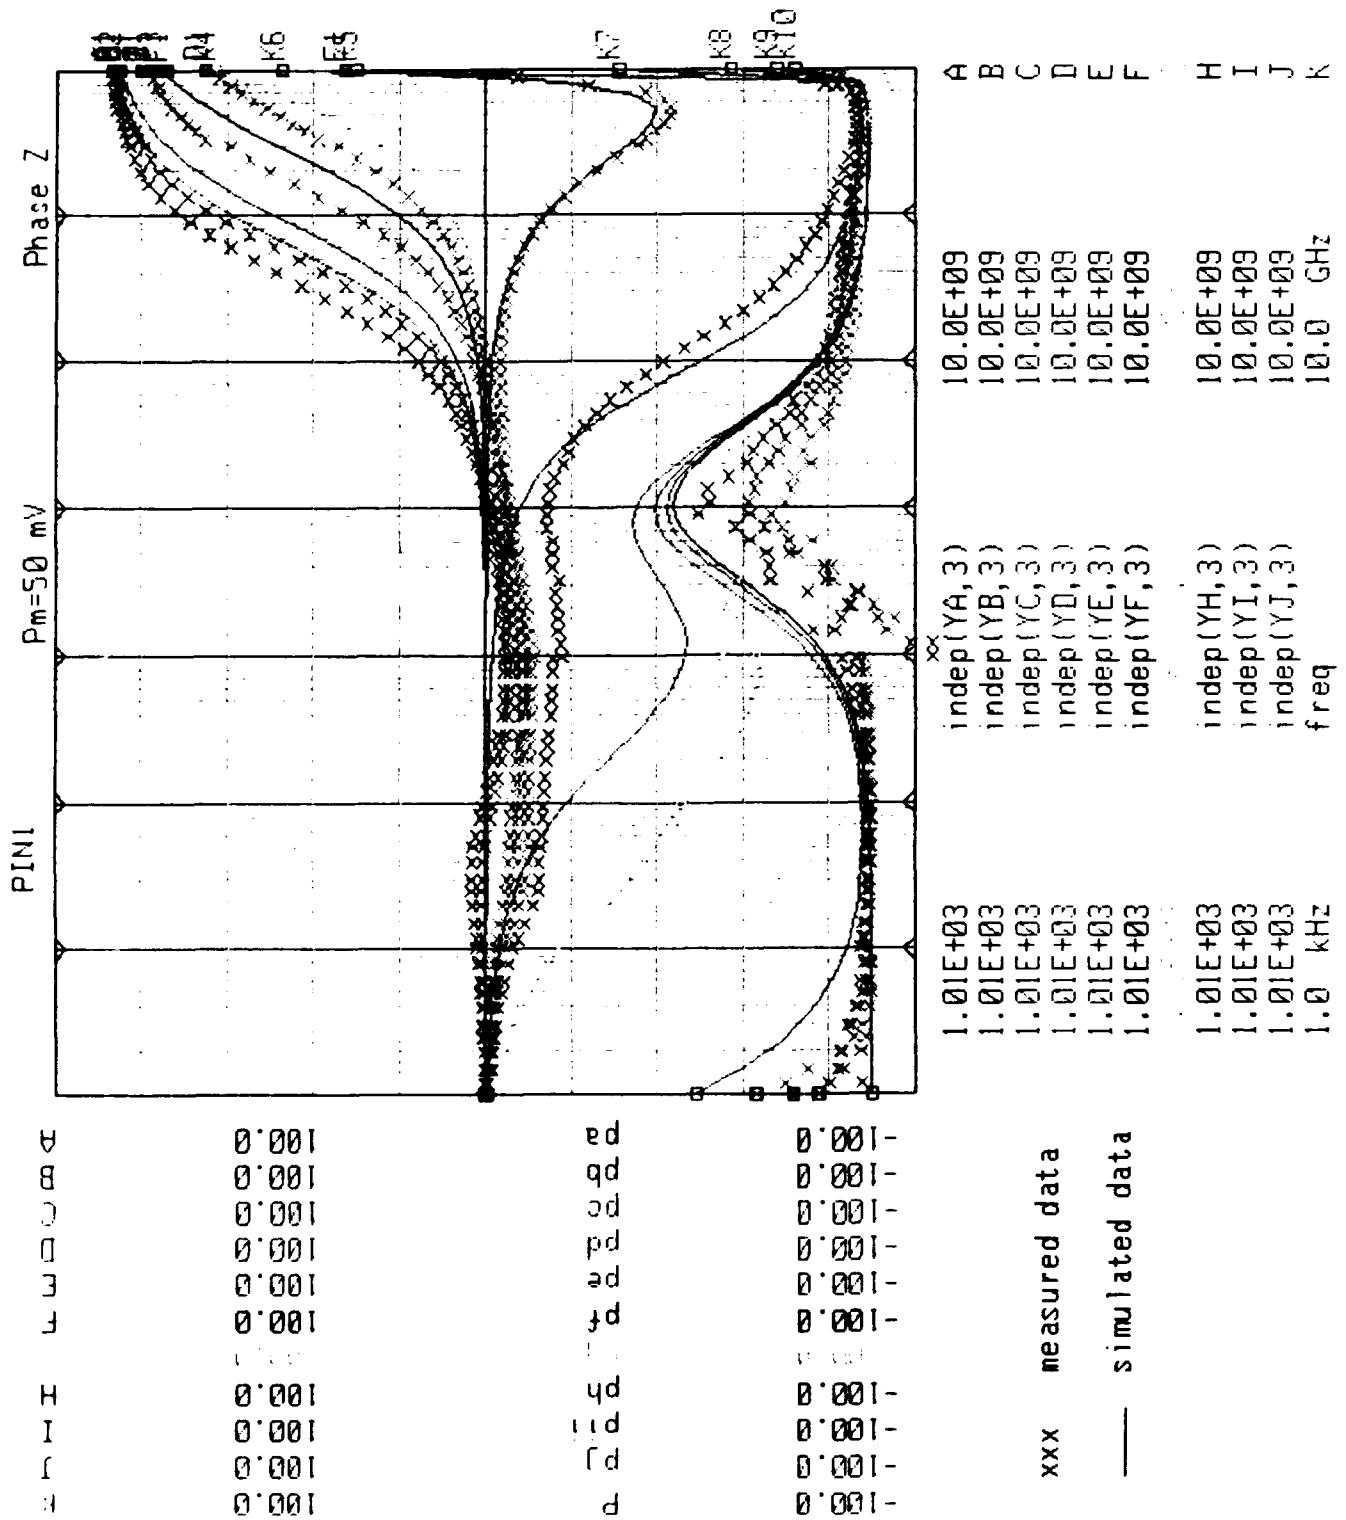 PIN1 Pm=50 mV Phase Z
K6
K7
K8
K9
K10
A 100.0 pa -100.0
B 100.0 pb -100.0
C 100.0 pc -100.0
D 100.0 pd -100.0
E 100.0 pe -100.0
F 100.0 pf -100.0
H 100.0 ph -100.0
I 100.0 -100.0
J 100.0 pj -100.0
100.0 P -100.0
1.01E+03 indep(YA,3) 10.0E+09 A
1.01E+03 indep(YB,3) 10.0E+09 B
1.01E+03 indep(YC,3) 10.0E+09 C
1.01E+03 indep(YD,3) 10.0E+09 D
1.01E+03 indep(YE,3) 10.0E+09 E
1.01E+03 indep(YF,3) 10.0E+09 F
1.01E+03 indep(YH,3) 10.0E+09 H
1.01E+03 indep(YI,3) 10.0E+09 I
1.01E+03 indep(YJ,3) 10.0E+09 J
1.0 kHz freq 10.0 GHz K
xxx measured data
simulated data